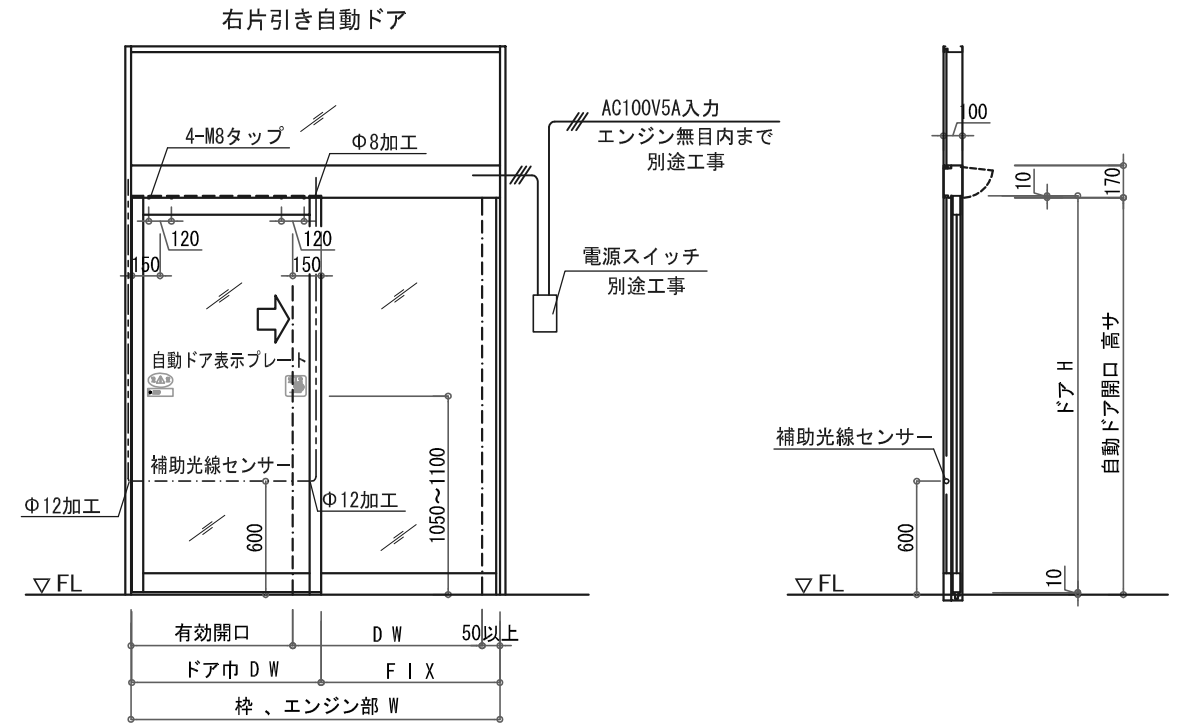 右片引き自動ドア
AC100V5A入力
エンジン無目内まで
別途工事
4-M8タップ
Φ8加工
120
120
150
150
電源スイッチ
別途工事
自動ドア表示プレート
補助光線センサー
Φ12加工
Φ12加工
600
1050～1100
FL
有効開口
DW
50以上
ドア巾 DW
FIX
枠、エンジン部 W
100
10
170
ドア H
自動ドア開口 高サ
補助光線センサー
600
10
FL